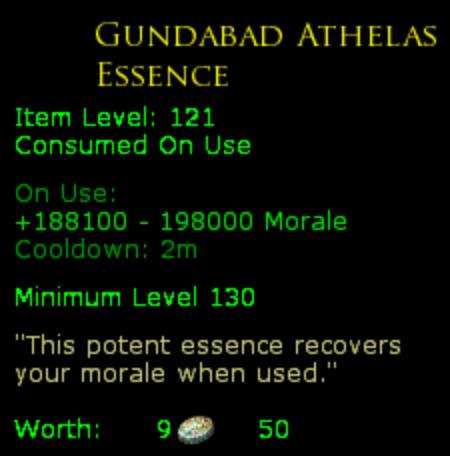 Gundabad Athelas
Essence
Item Level: 121
Consumed On Use
On Use:
+188100 - 198000 Morale
Cooldown: 2m
Minimum Level 130
"This potent essence recovers
your morale when used."
Worth: 9 50